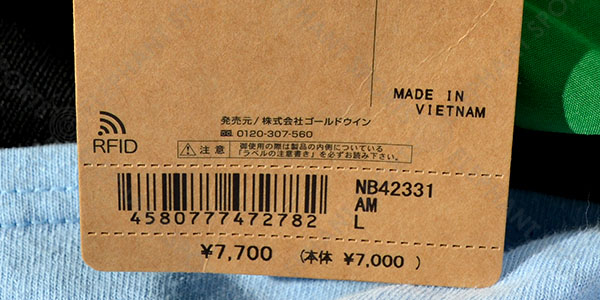 MADE IN
VIETNAM
RFID
発売元/株式会社ゴールドウイン
0120-307-560
注意
御使用の際は製品の内側についている
「ラベルの注意書き」を必ずお読み下さい。
4580777472782
NB42331
AM
L
¥7,700 (本体 ¥7,000)